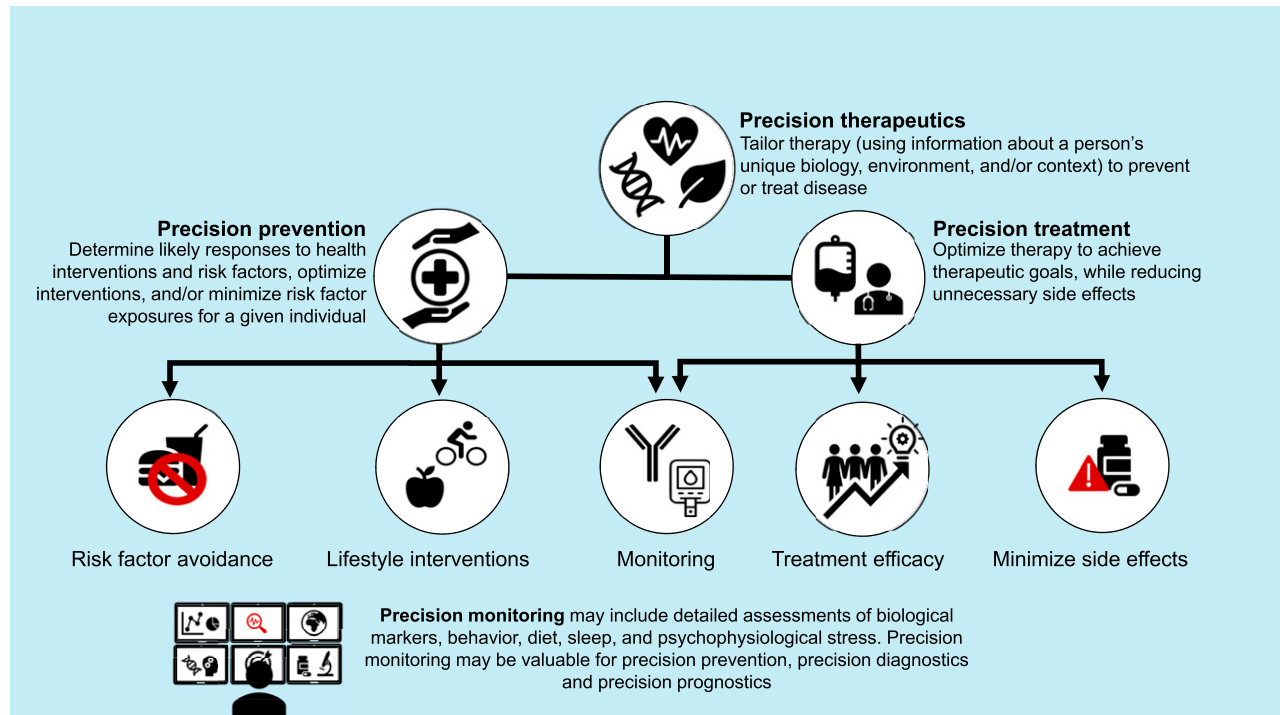 Precision therapeutics
Tailor therapy (using information about a person's
unique biology, environment, and/or context) to prevent
or treat disease
Precision prevention
Determine likely responses to health
interventions and risk factors, optimize
interventions, and/or minimize risk factor
exposures for a given individual
Precision treatment
Optimize therapy to achieve
therapeutic goals, while reducing
unnecessary side effects
Risk factor avoidance
Lifestyle interventions
Monitoring
Treatment efficacy
Minimize side effects
Precision monitoring may include detailed assessments of biological
markers, behavior, diet, sleep, and psychophysiological stress. Precision
monitoring may be valuable for precision prevention, precision diagnostics
and precision prognostics